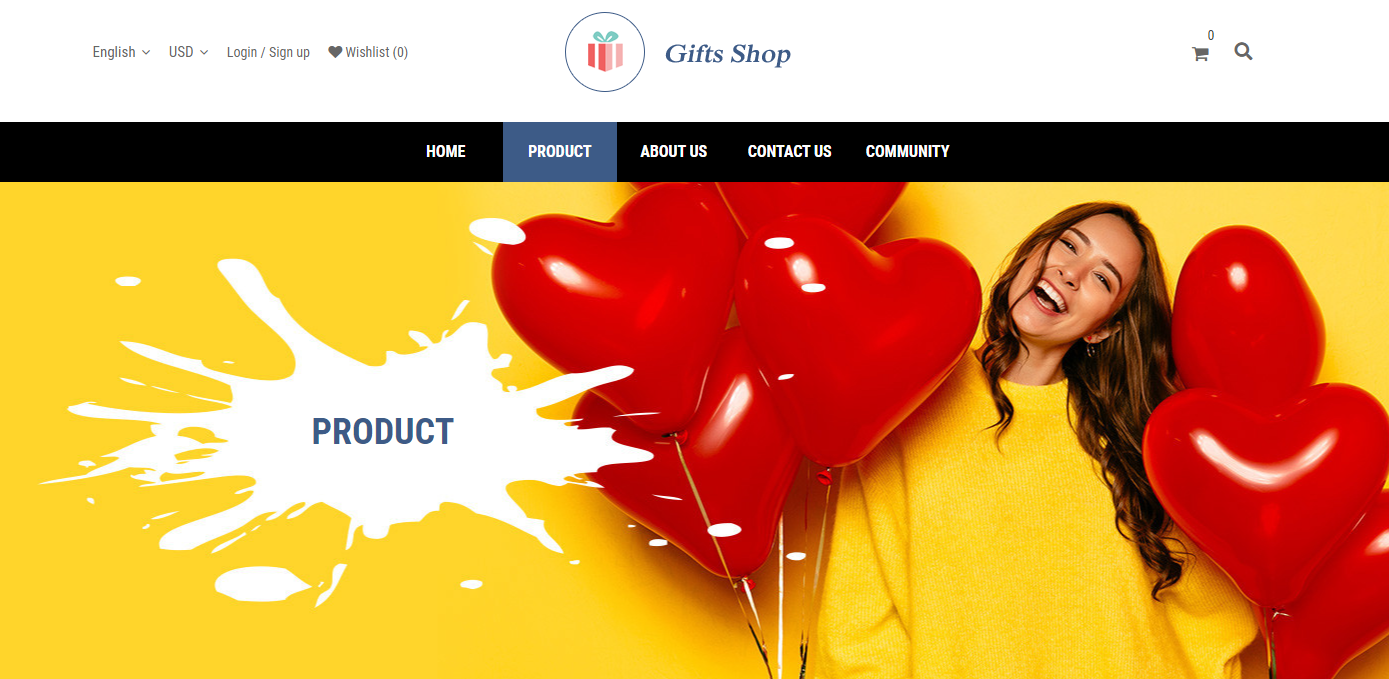 English USD Login / Sign up Wishlist (0)
Gifts Shop
0
HOME PRODUCT ABOUT US CONTACT US COMMUNITY
PRODUCT